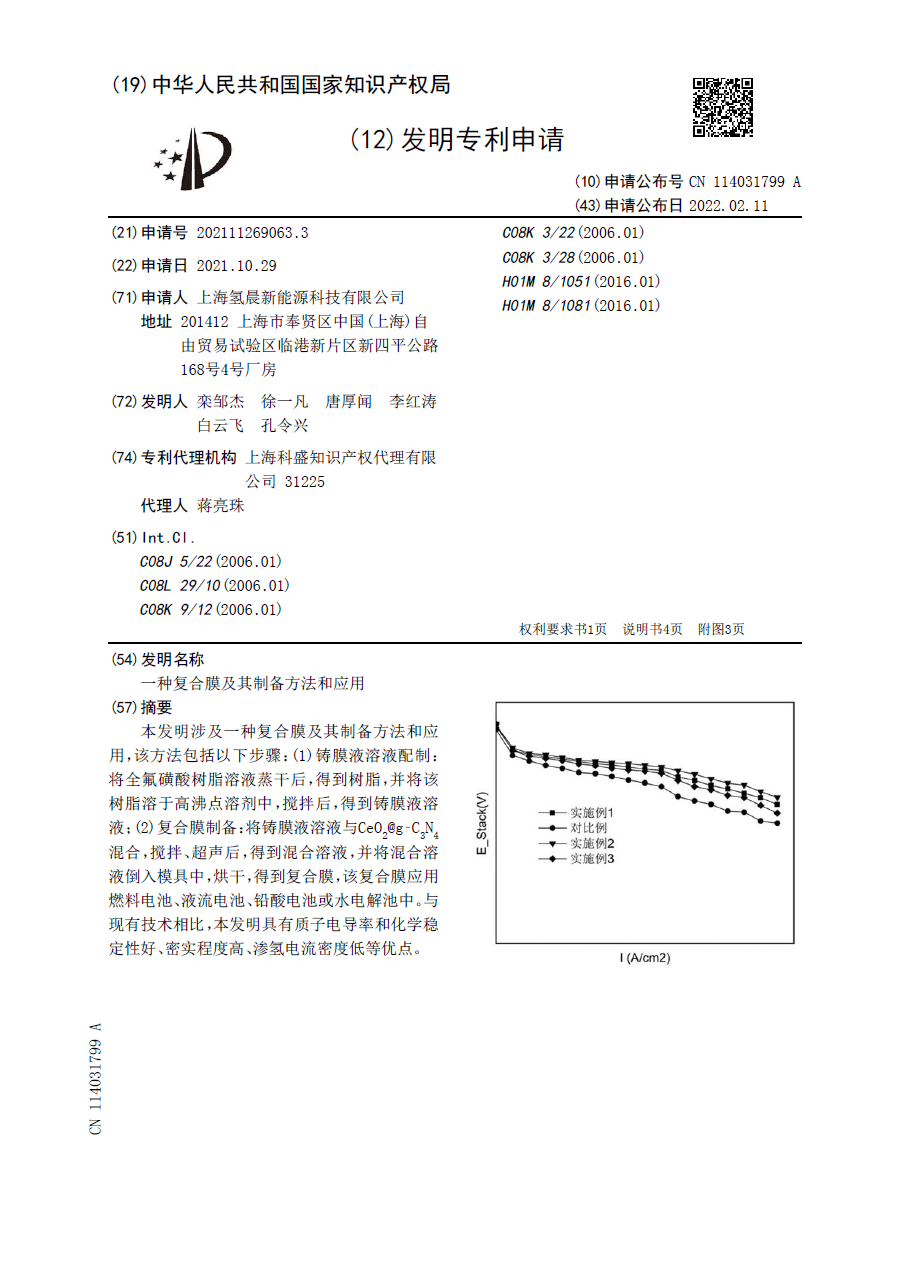 (19)中华人民共和国国家知识产权局
(12)发明专利申请
(10)申请公布号 CN 114031799 A
(43)申请公布日 2022.02.11
(21)申请号 202111269063.3
(22)申请日 2021.10.29
(71)申请人 上海氢晨新能源科技有限公司
地址 201412 上海市奉贤区中国(上海)自
由贸易试验区临港新片区新四平公路
168号4号厂房
(72)发明人 栾邹杰 徐一凡 唐厚闻 李红涛
白云飞 孔令兴
(74)专利代理机构 上海科盛知识产权代理有限
公司 31225
代理人 蒋亮珠
(51)Int.Cl.
C08J 5/22(2006.01)
C08L 29/10(2006.01)
C08K 9/12(2006.01)
C08K 3/22(2006.01)
C08K 3/28(2006.01)
H01M 8/1051(2016.01)
H01M 8/1081(2016.01)
权利要求书1页 说明书4页 附图3页
(54)发明名称
一种复合膜及其制备方法和应用
(57)摘要
本发明涉及一种复合膜及其制备方法和应
用,该方法包括以下步骤:(1)铸膜液溶液配制:
将全氟磺酸树脂溶液蒸干后,得到树脂,并将该
树脂溶于高沸点溶剂中,搅拌后,得到铸膜液溶
液;(2)复合膜制备:将铸膜液溶液与CeO2@g-C3N4
混合,搅拌、超声后,得到混合溶液,并将混合溶
液倒入模具中,烘干,得到复合膜,该复合膜应用
燃料电池、液流电池、铅酸电池或水电解池中。与
现有技术相比,本发明具有质子电导率和化学稳
定性好、密实程度高、渗氢电流密度低等优点。
E_Stack(V)
实施例1
对比例
实施例2
实施例3
I (A/cm2)
CN 114031799 A